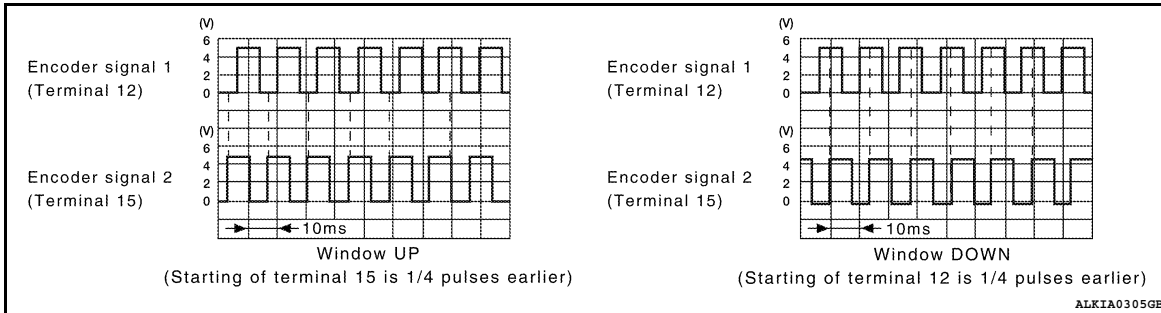 (V)
6
4
2
0
Encoder signal 1
(Terminal 12)
(V)
6
4
2
0
Encoder signal 2
(Terminal 15)
10ms
Window UP
(Starting of terminal 15 is 1/4 pulses earlier)
(V)
6
4
2
0
Encoder signal 1
(Terminal 12)
(V)
6
4
2
0
Encoder signal 2
(Terminal 15)
10ms
Window DOWN
(Starting of terminal 12 is 1/4 pulses earlier)
ALKIA0305GB